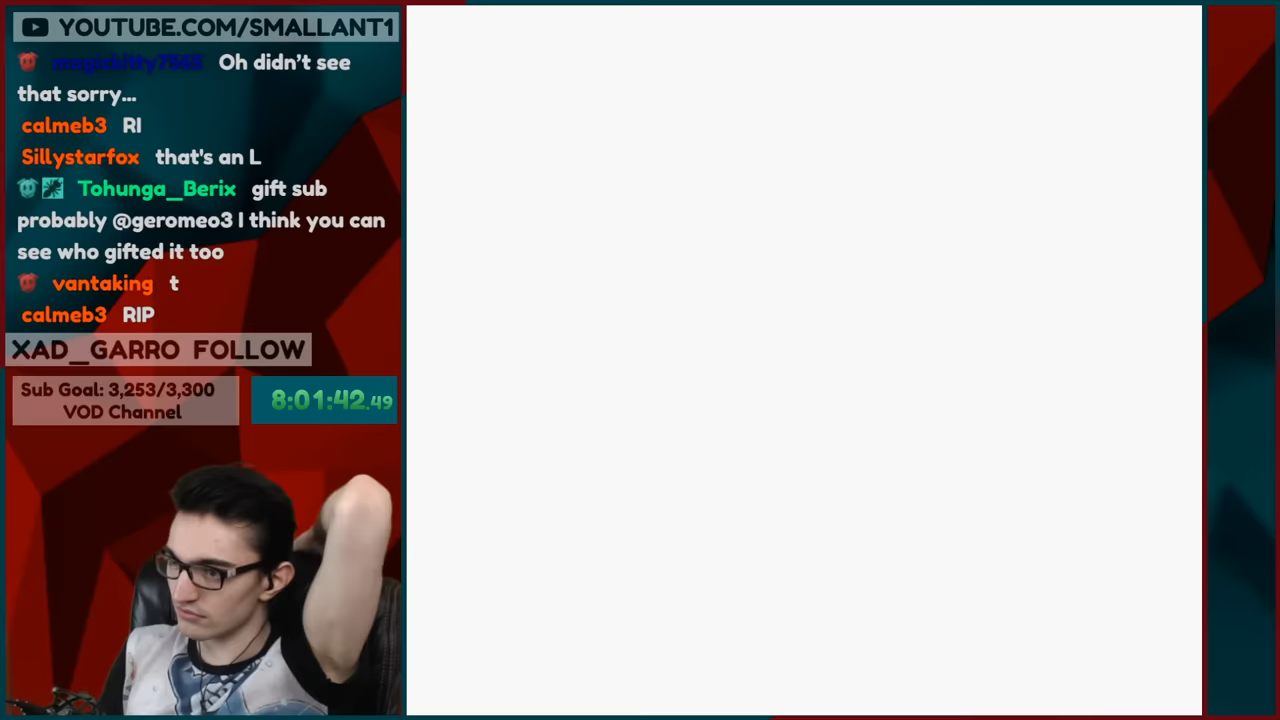 YOUTUBE.COM/SMALLANT1
Oh didn't see
that sorry...
calmeb3 RI
Sillystarfox that's an L
Tohunga_Berix gift sub
probably @geromeo3 I think you can
see who gifted it too
vantaking t
calmeb3 RIP
XAD_GARRO FOLLOW
Sub Goal: 3,253/3,300
VOD Channel
8:01:42.49